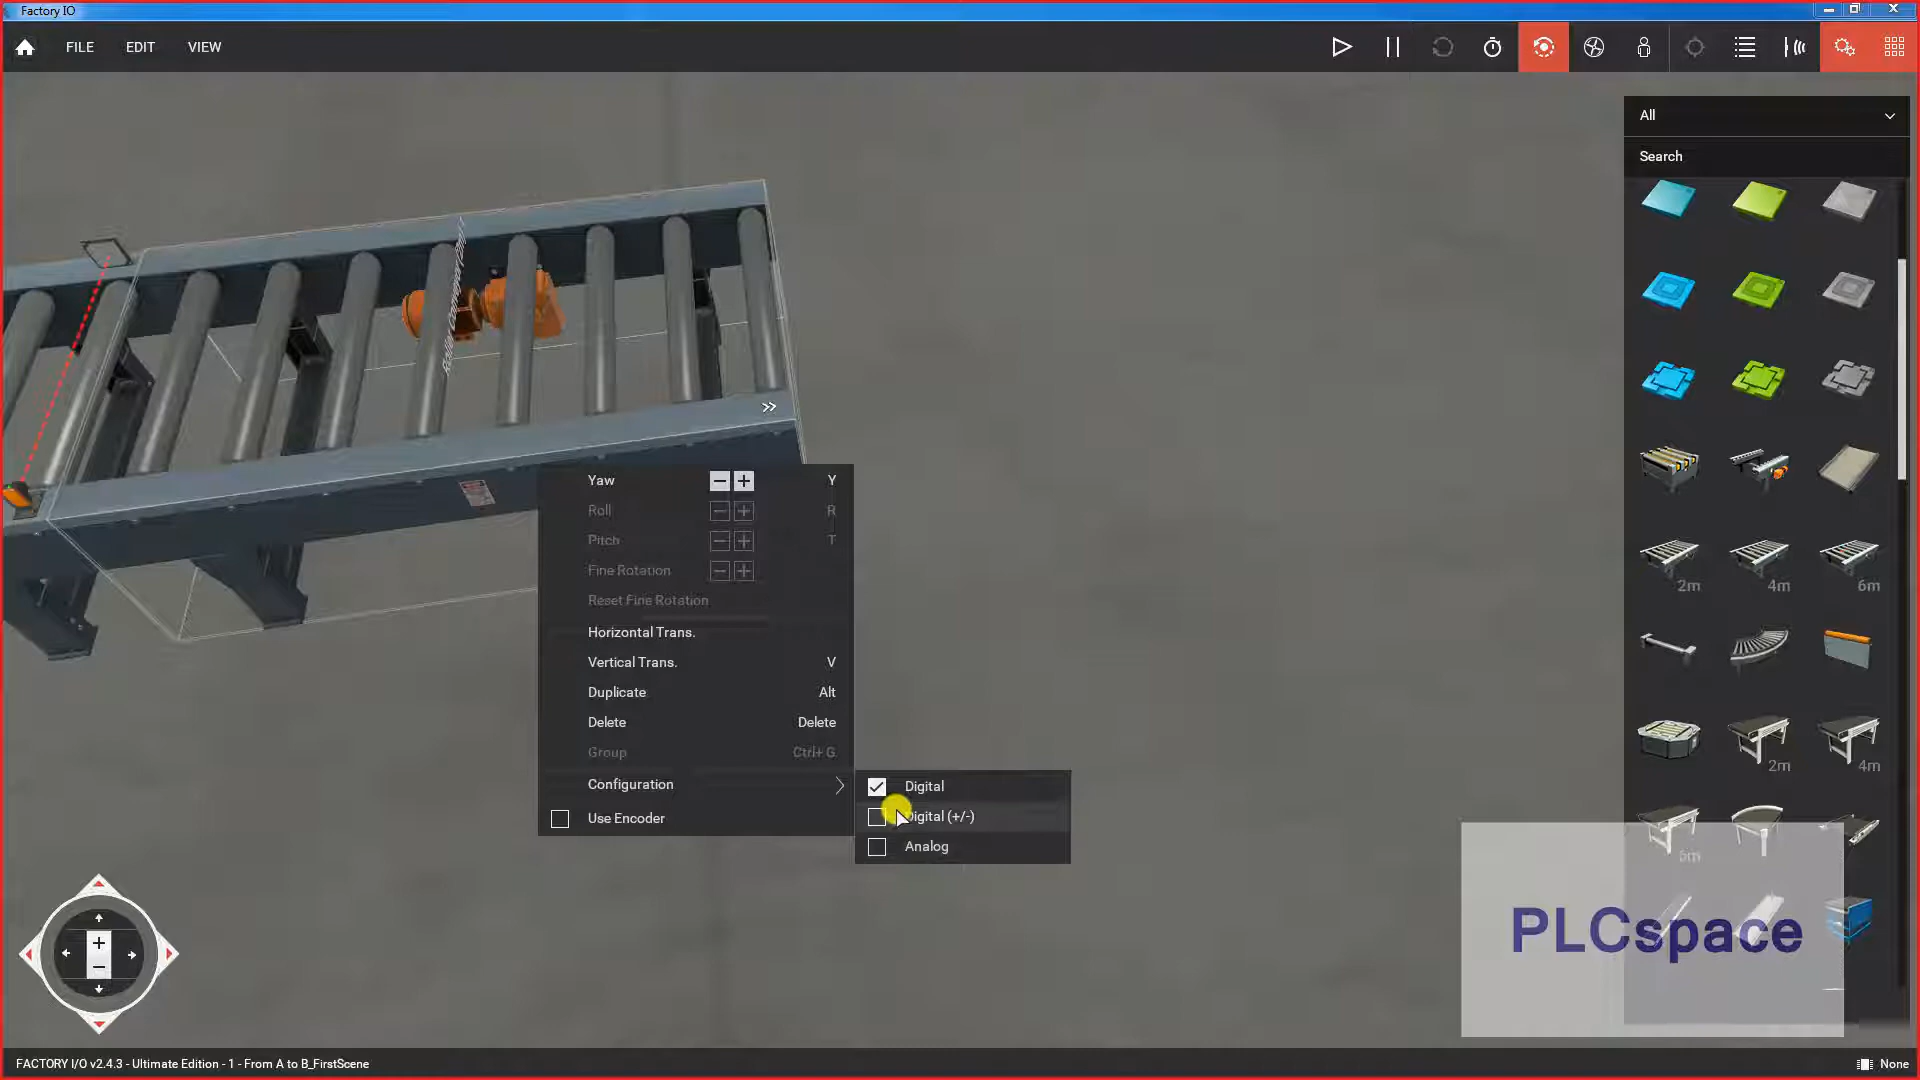 Factory IO
FILE EDIT VIEW
All
Search
Yaw Y
Roll R
Pitch T
Fine Rotation
Reset Fine Rotation
Horizontal Trans.
Vertical Trans. V
Duplicate Alt
Delete Delete
Group Ctrl+ G
Configuration
Use Encoder
Digital
Digital (+/-)
Analog
2m 4m 6m
2m 4m
6m
PLCspace
FACTORY I/O v2.4.3 - Ultimate Edition - 1 - From A to B_FirstScene
None